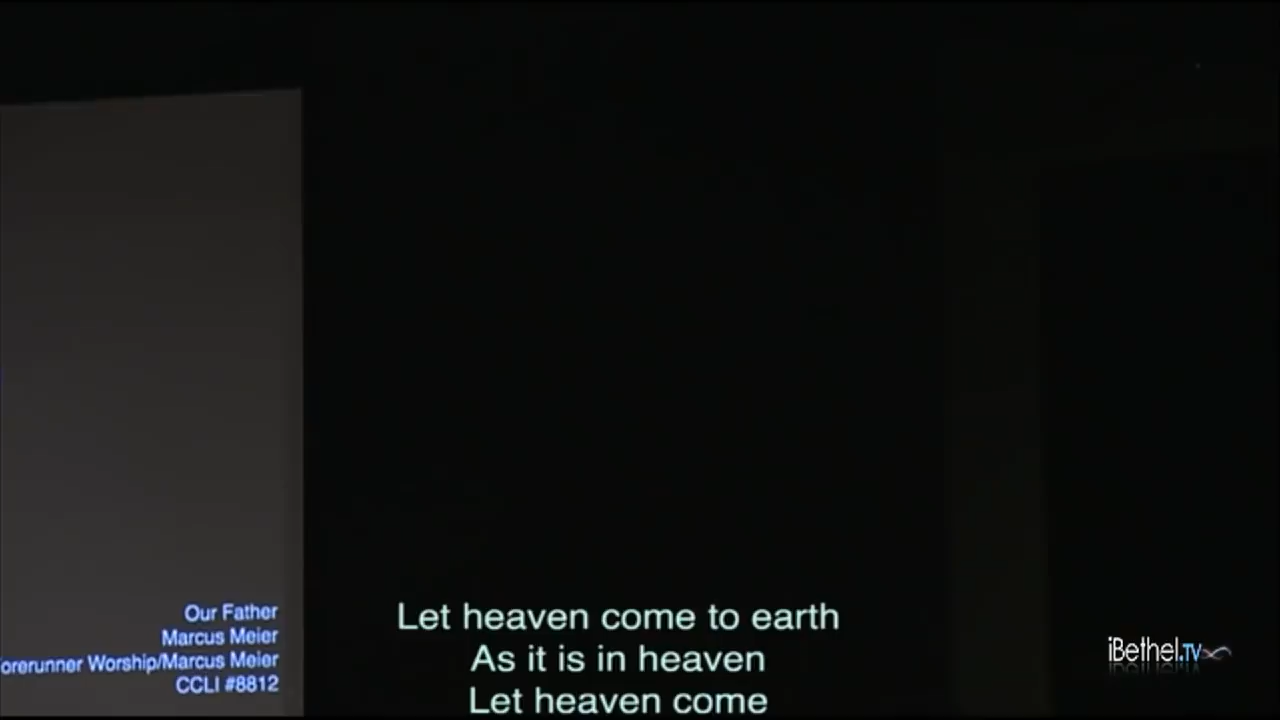 Our Father
Marcus Meier
orerunner Worship/Marcus Meier
CCLI #8812
Let heaven come to earth
As it is in heaven
Let heaven come
iBethel.tv